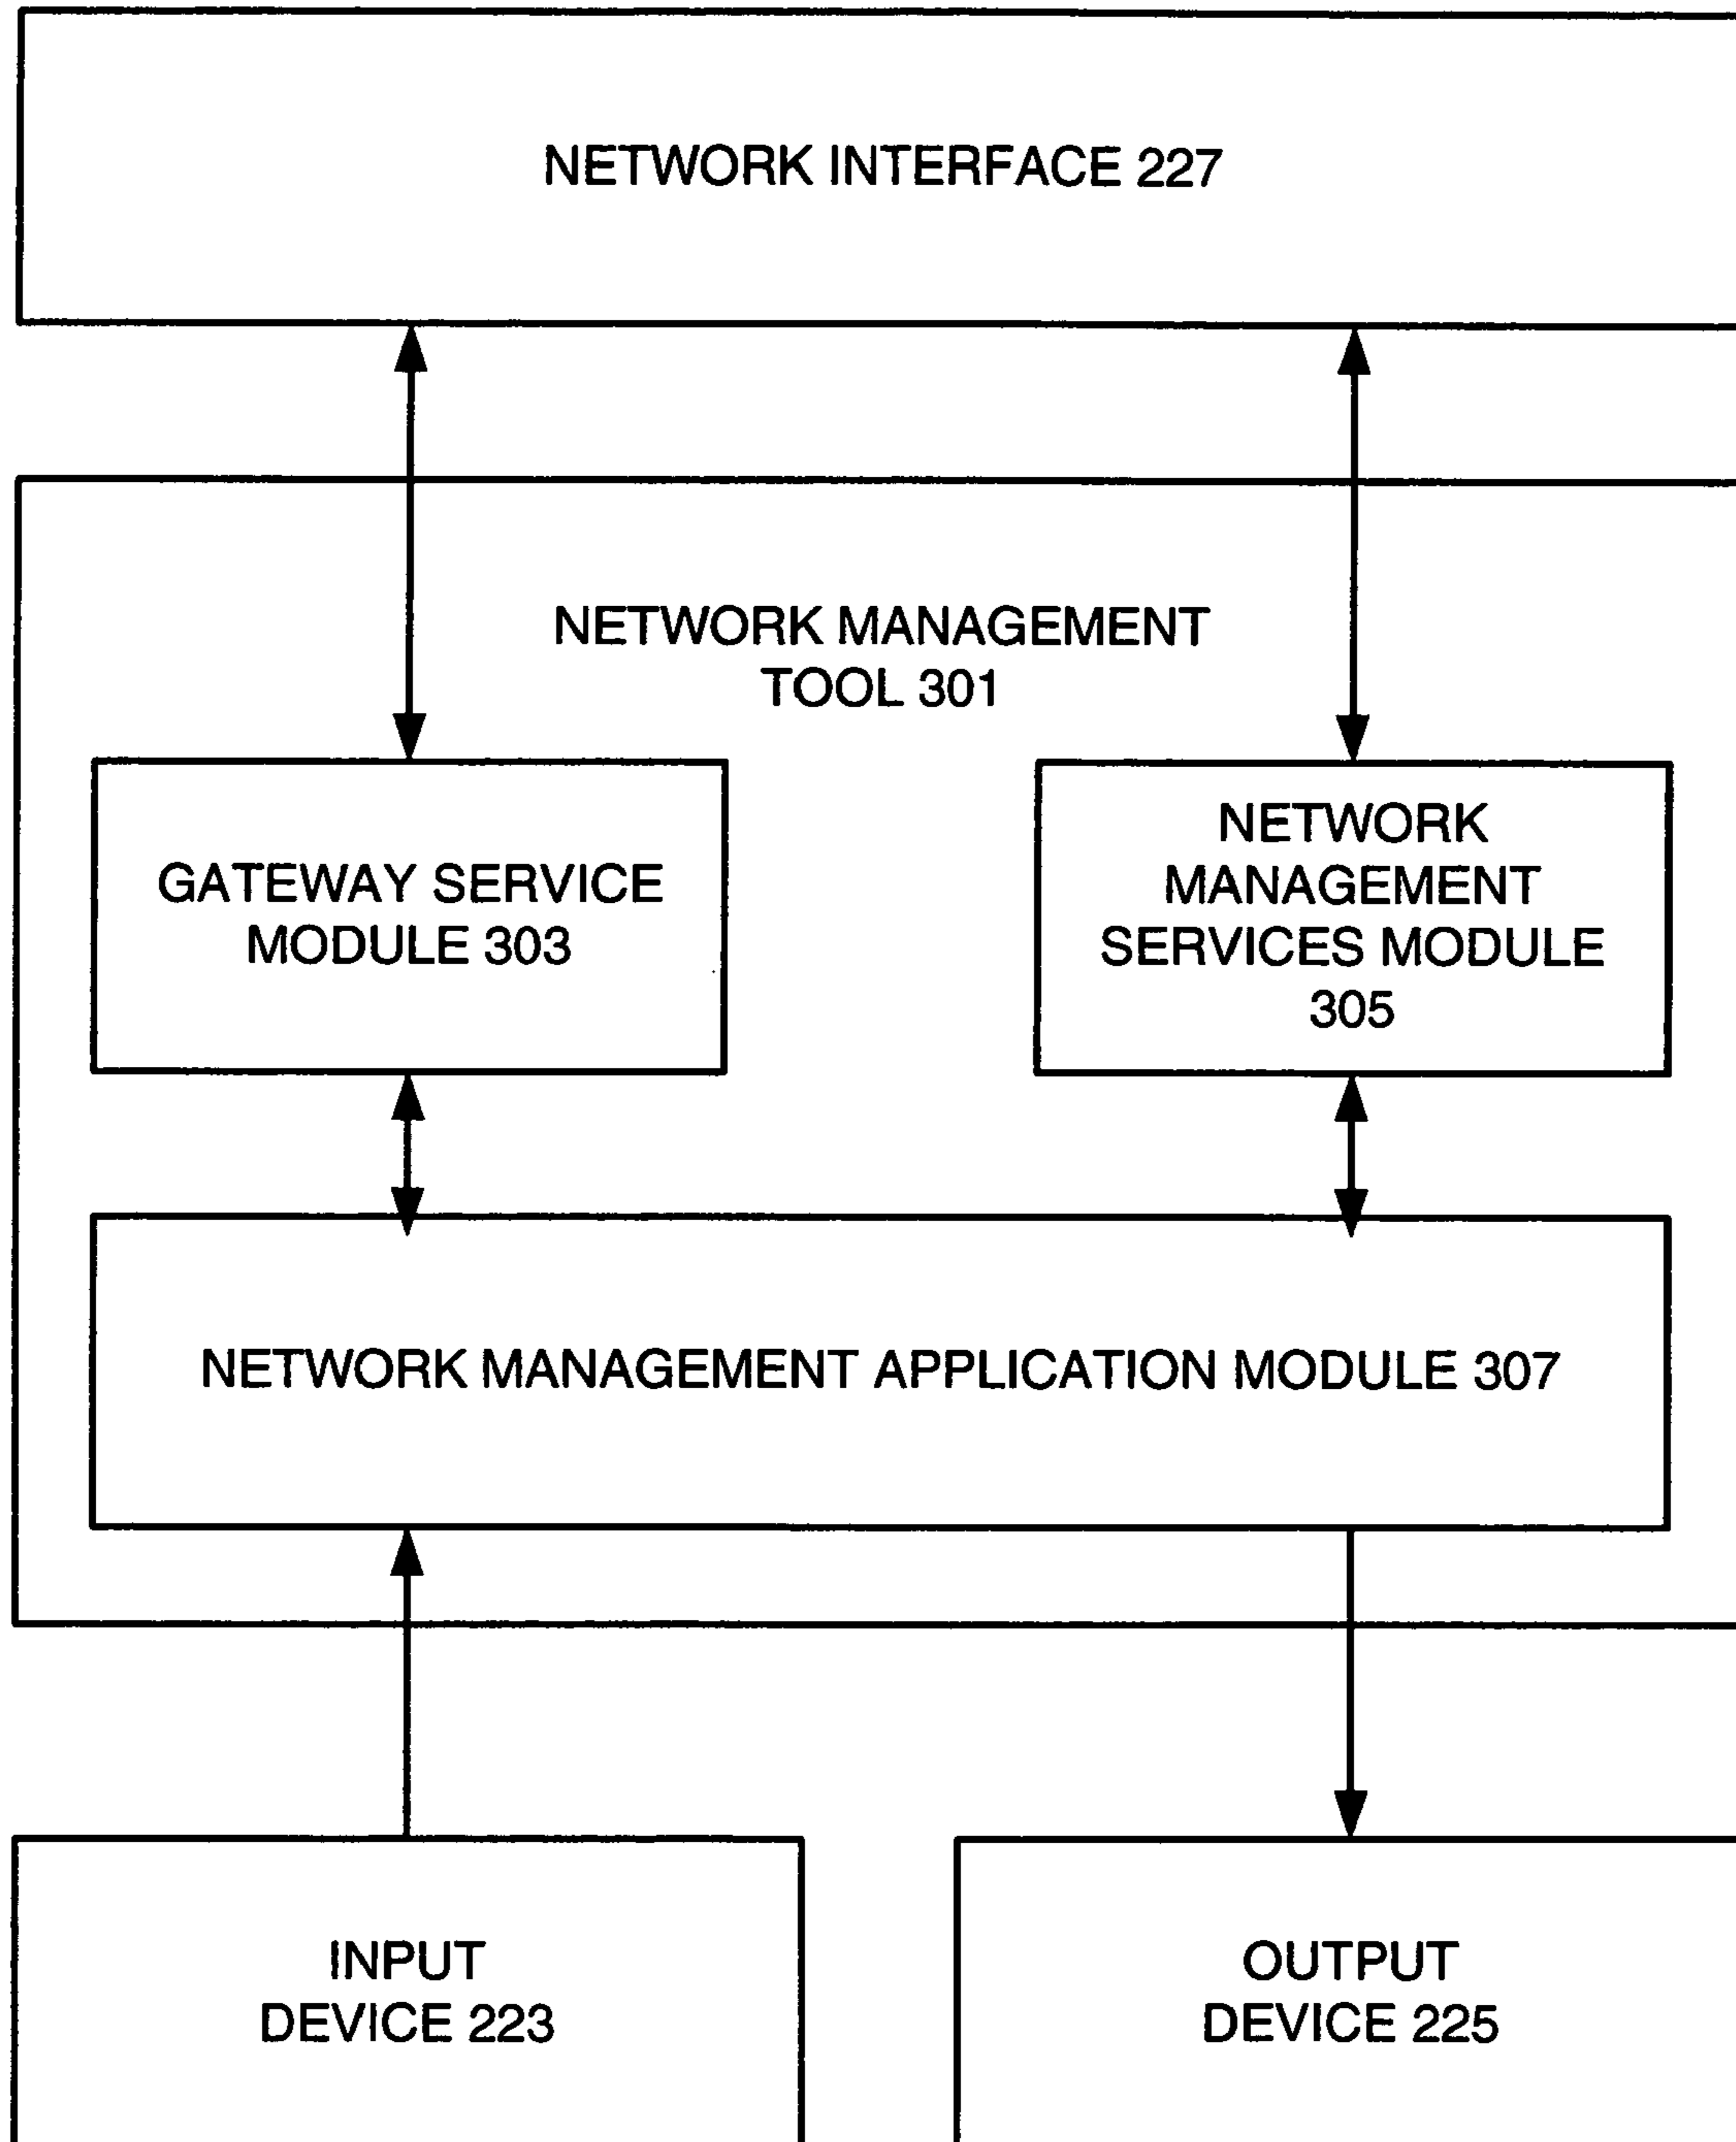 NETWORK INTERFACE 227
NETWORK MANAGEMENT
TOOL 301
GATEWAY SERVICE
MODULE 303
NETWORK
MANAGEMENT
SERVICES MODULE
305
NETWORK MANAGEMENT APPLICATION MODULE 307
INPUT
DEVICE 223
OUTPUT
DEVICE 225